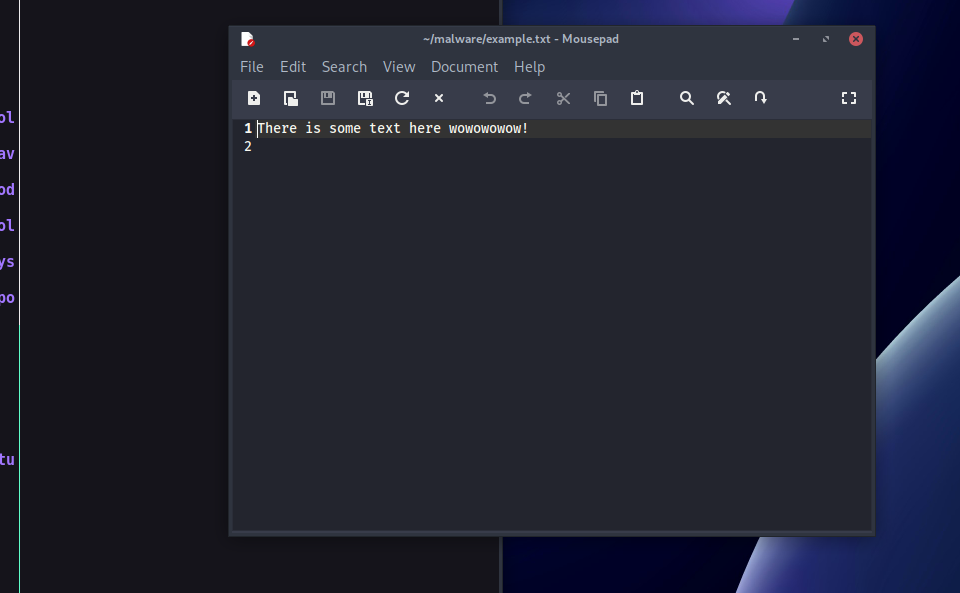 ~/malware/example.txt - Mousepad
File Edit Search View Document Help
1 There is some text here wowowowow!
2
ol
av
od
ol
ys
po
tu